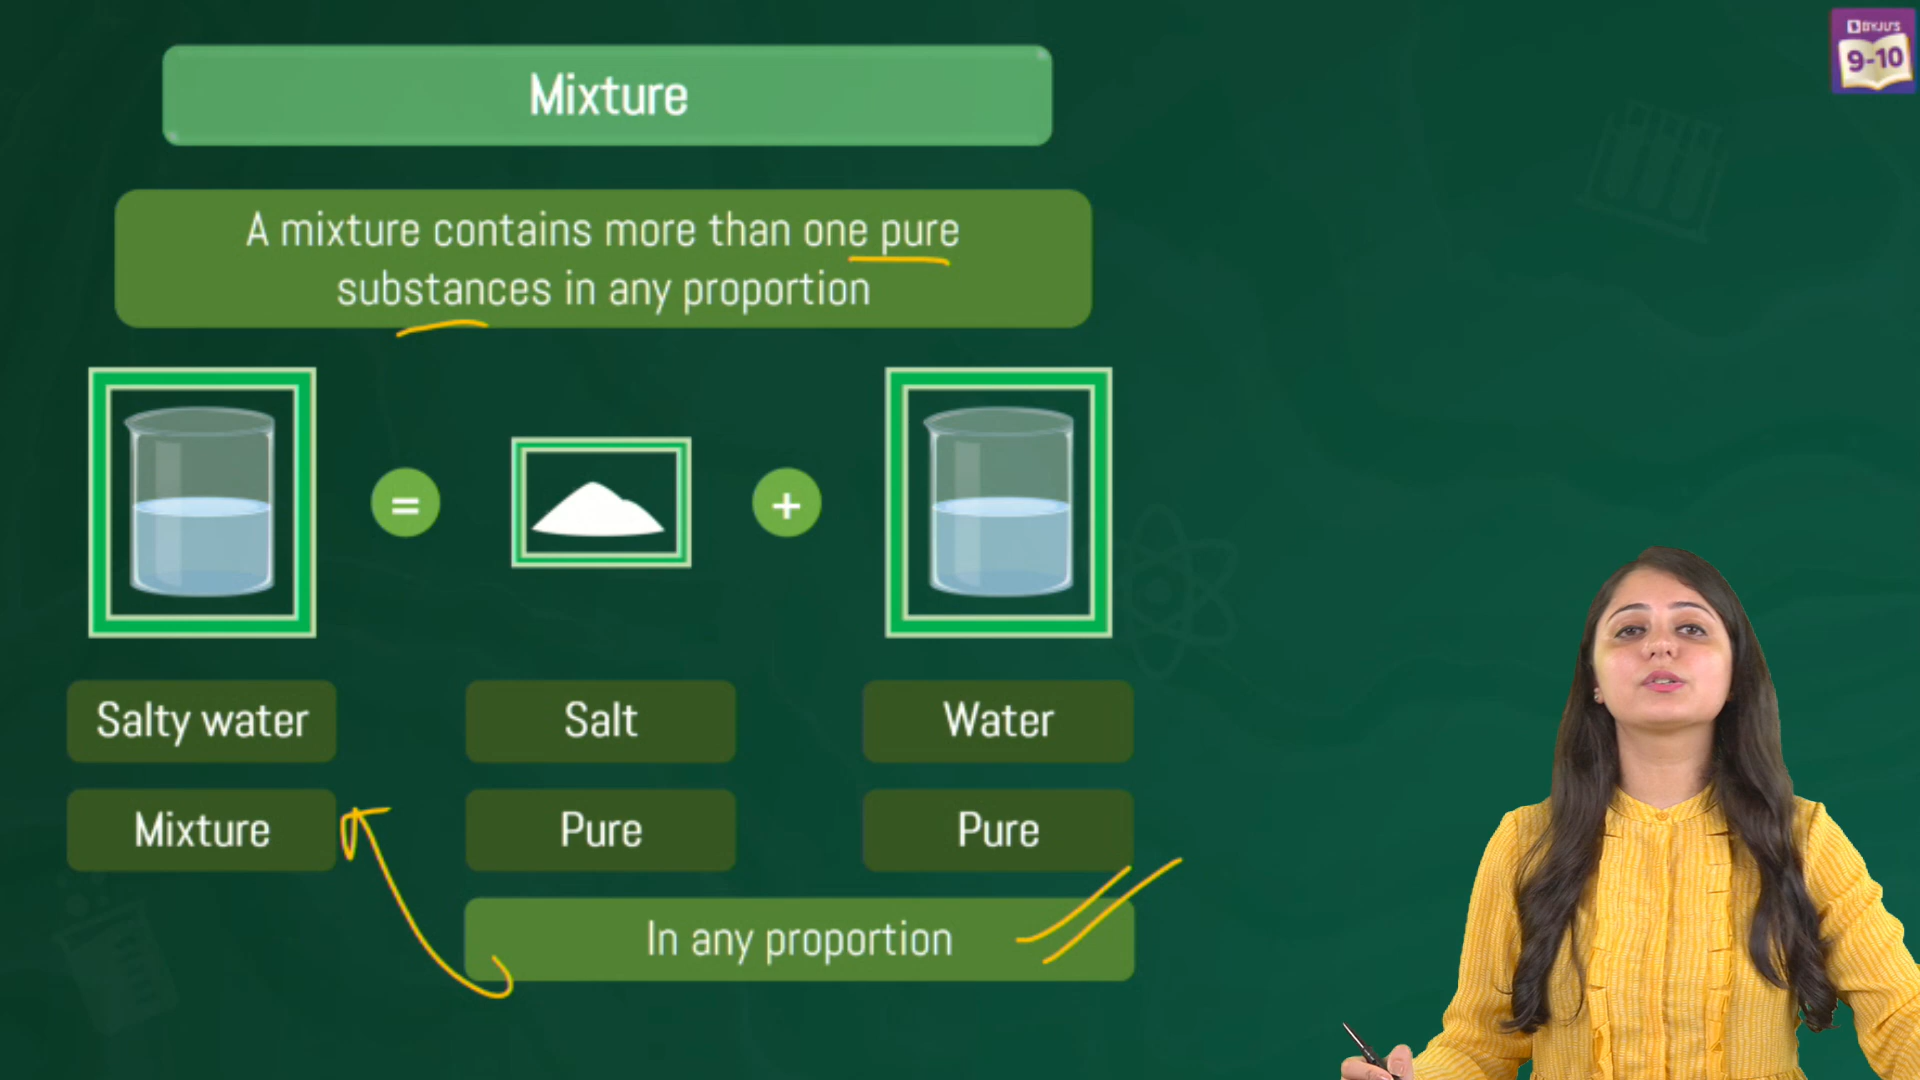 BYJU'S
9-10
Mixture
A mixture contains more than one pure
substances in any proportion
=
+
Salty water
Salt
Water
Mixture
Pure
Pure
In any proportion